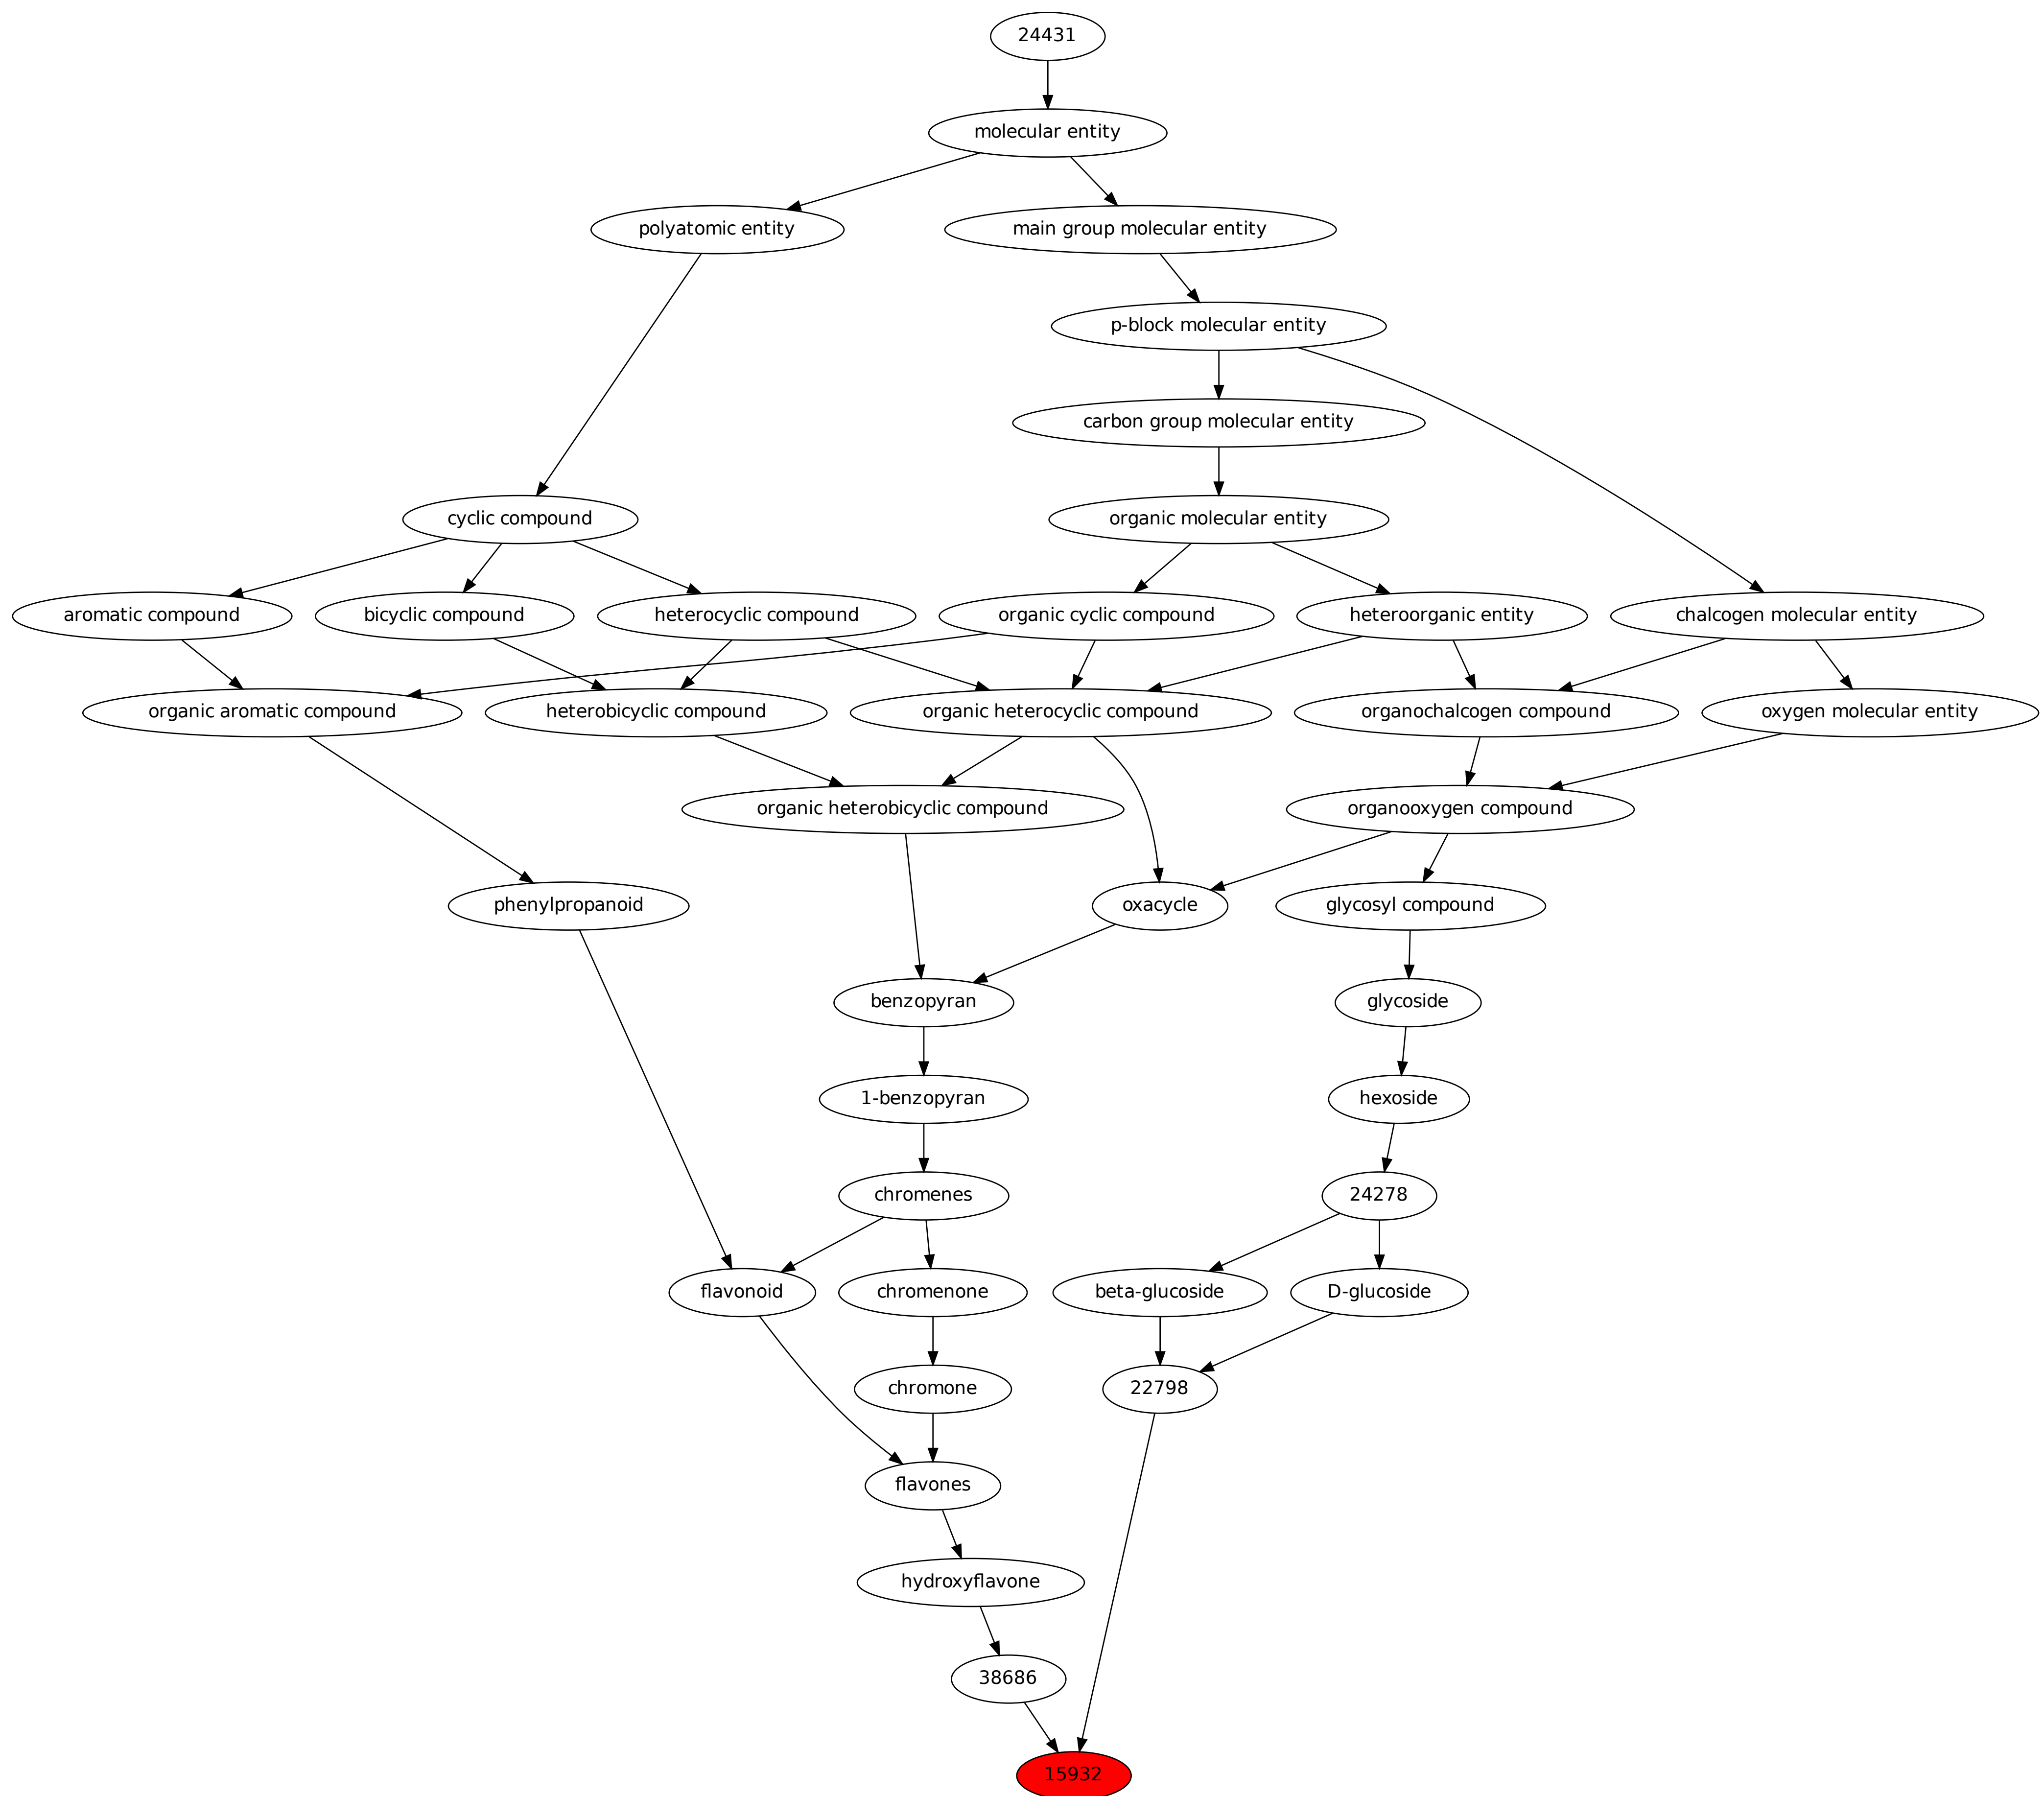 24431
molecular entity
polyatomic entity
main group molecular entity
p-block molecular entity
carbon group molecular entity
cyclic compound
organic molecular entity
aromatic compound
bicyclic compound
heterocyclic compound
organic cyclic compound
heteroorganic entity
chalcogen molecular entity
organic aromatic compound
heterobicyclic compound
organic heterocyclic compound
organochalcogen compound
oxygen molecular entity
organic heterobicyclic compound
organooxygen compound
phenylpropanoid
oxacycle
glycosyl compound
benzopyran
glycoside
1-benzopyran
hexoside
chromenes
24278
flavonoid
chromenone
beta-glucoside
D-glucoside
chromone
22798
flavones
hydroxyflavone
38686
15932